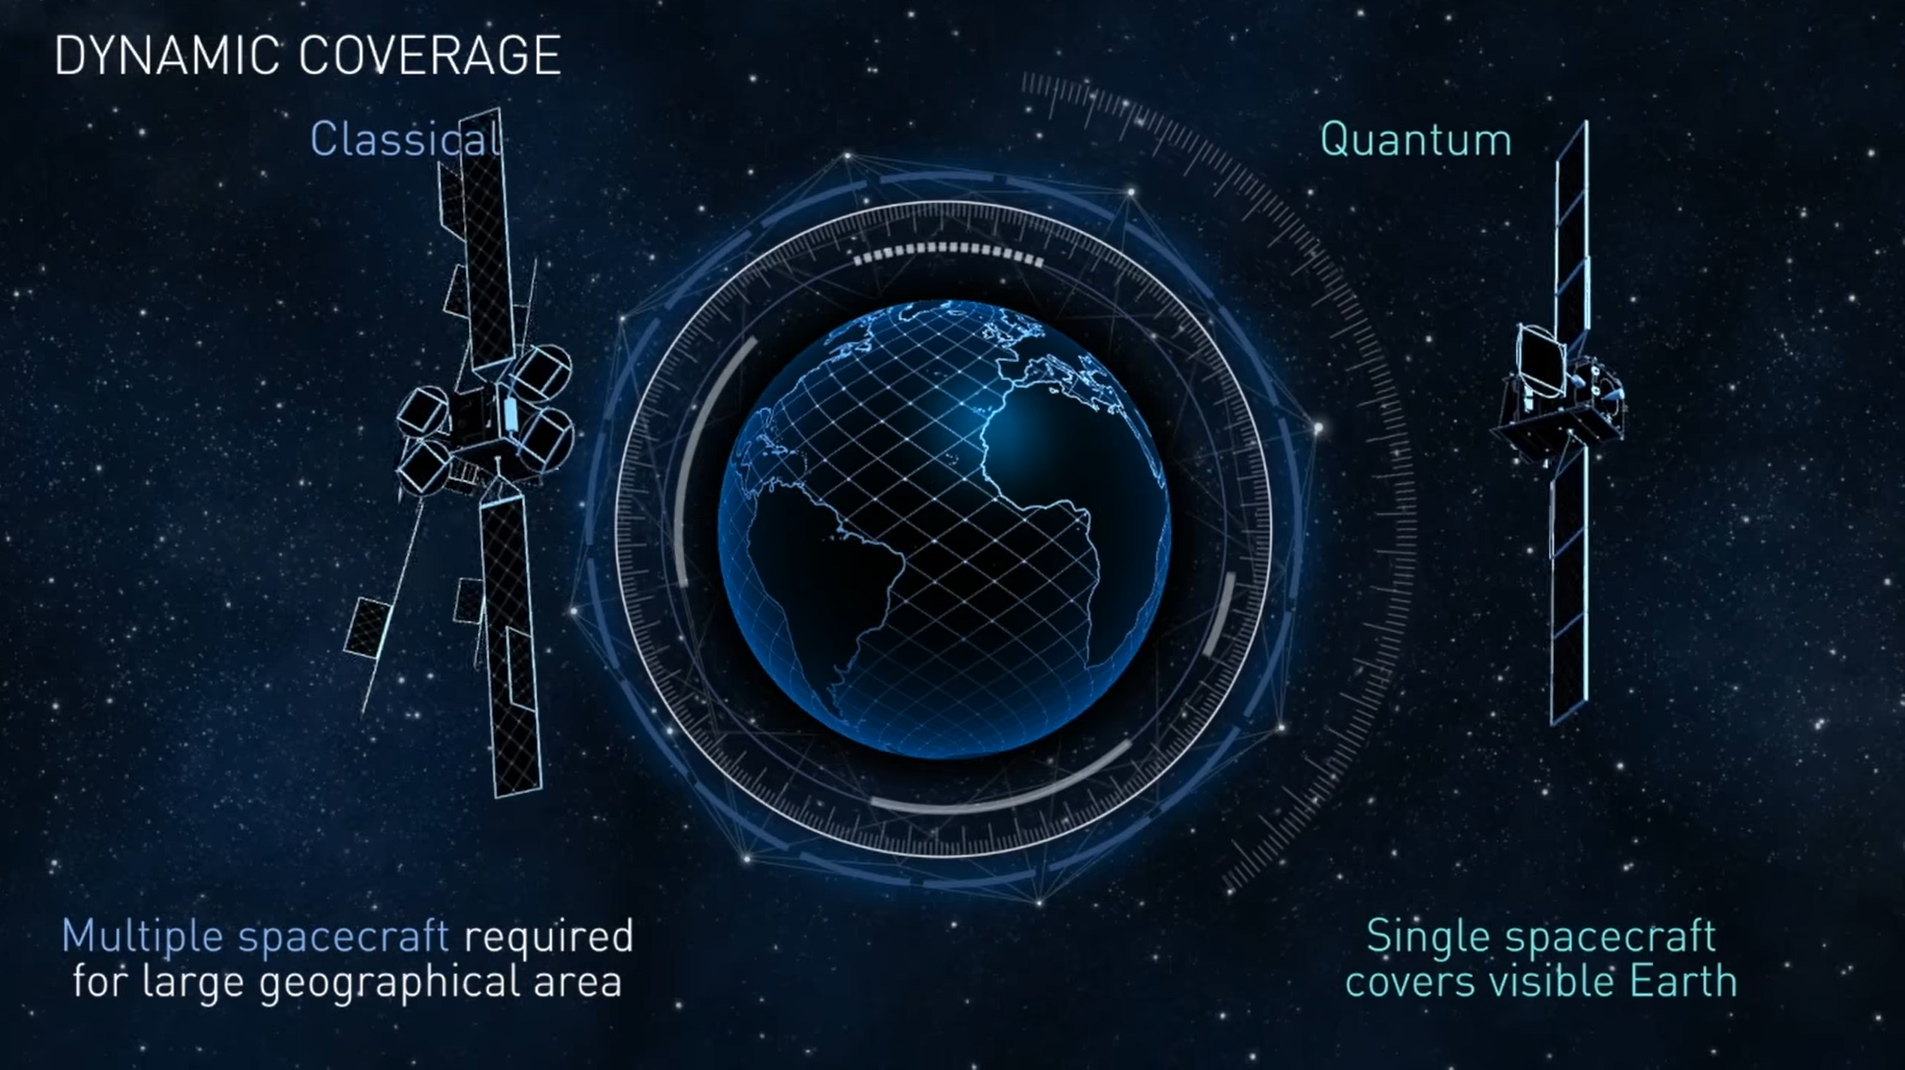 DYNAMIC COVERAGE
Classical
Quantum
Multiple spacecraft required
for large geographical area
Single spacecraft
covers visible Earth